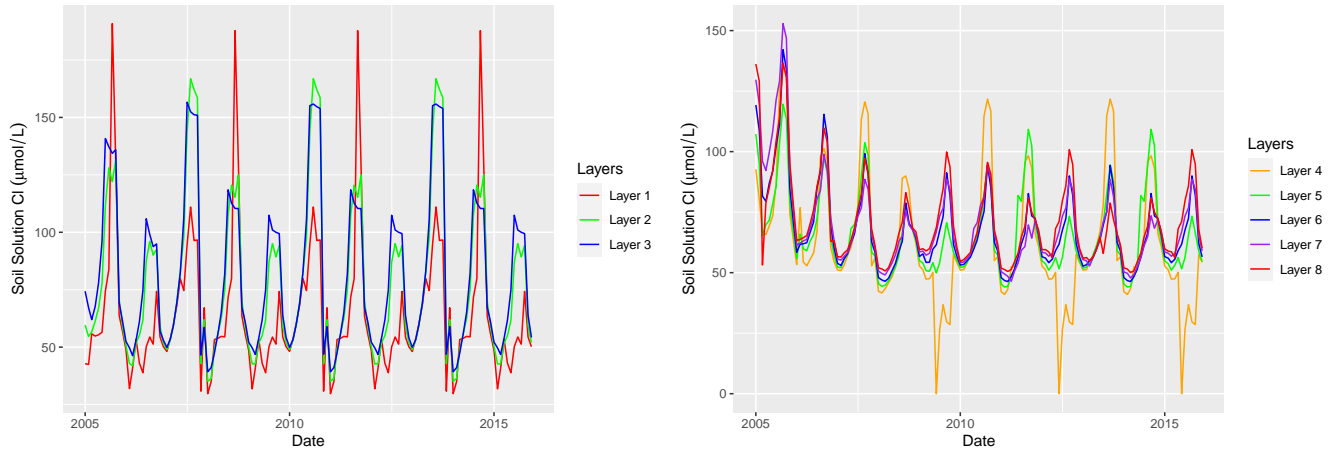 Soil Solution Cl (μmol/L)
150
100
50
2005
2010
2015
Date
Layers
Layer 1
Layer 2
Layer 3
Soil Solution Cl (μmol/L)
150
100
50
0
2005
2010
2015
Date
Layers
Layer 4
Layer 5
Layer 6
Layer 7
Layer 8